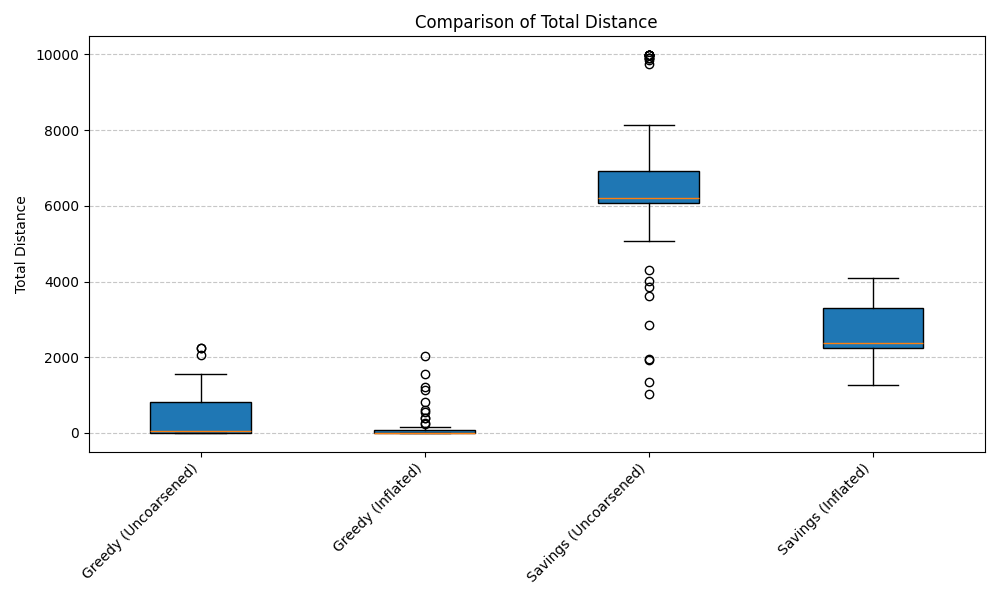 Comparison of Total Distance
Total Distance
10000
8000
6000
4000
2000
0
Greedy (Uncoarsened)
Greedy (Inflated)
Savings (Uncoarsened)
Savings (Inflated)